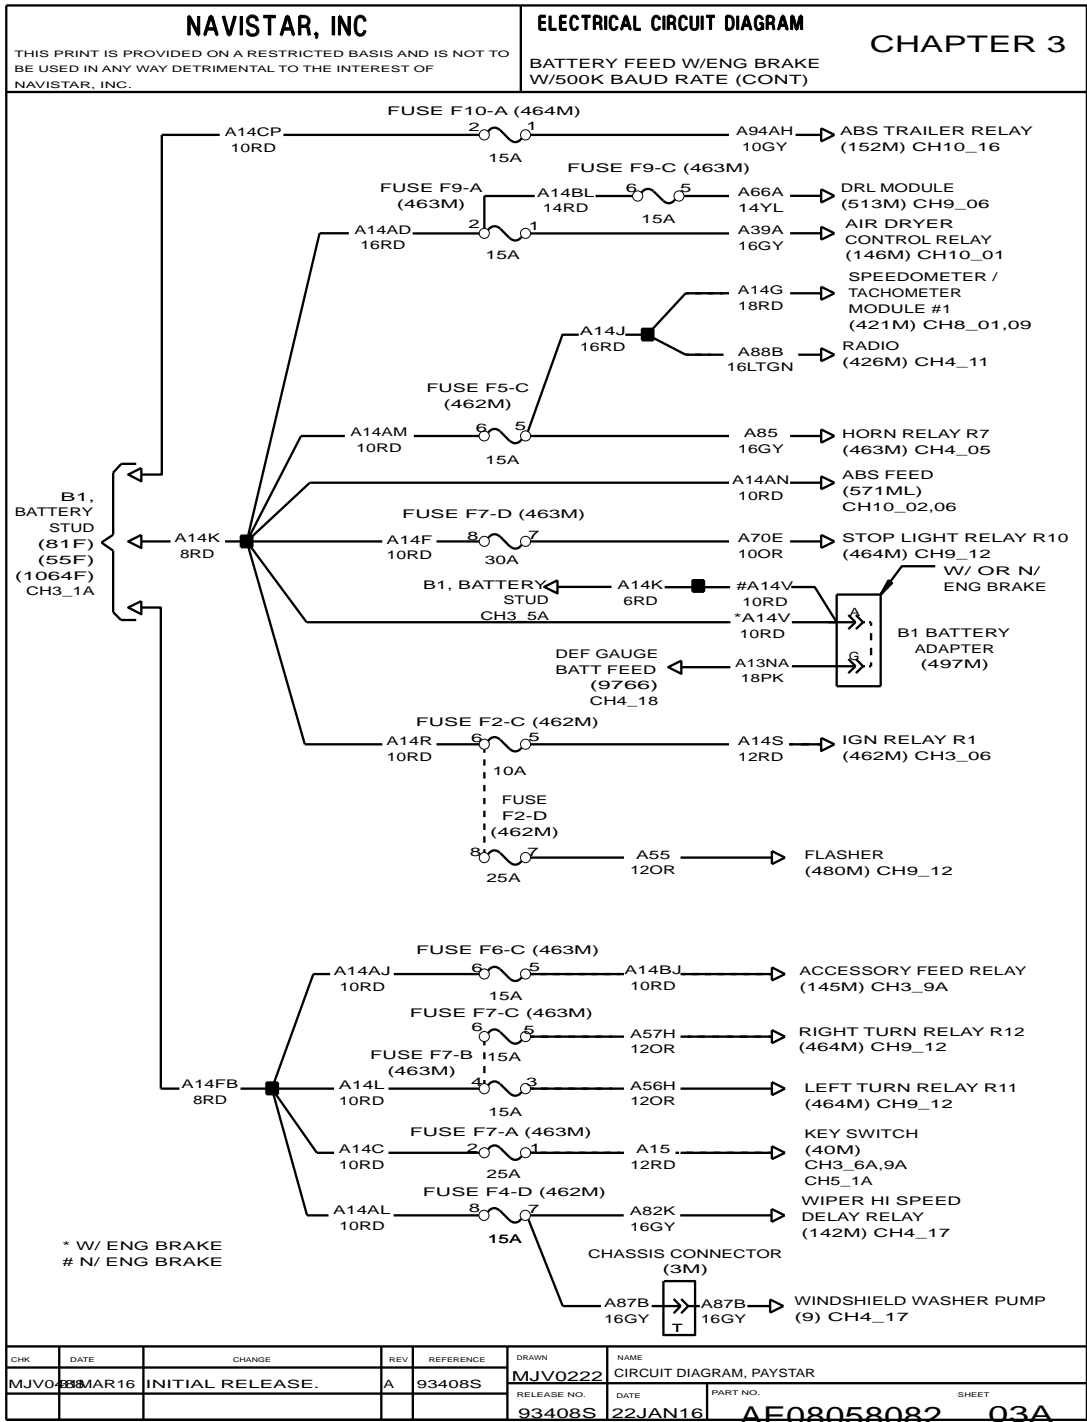 NAVISTAR, INC
THIS PRINT IS PROVIDED ON A RESTRICTED BASIS AND IS NOT TO
BE USED IN ANY WAY DETRIMENTAL TO THE INTEREST OF
NAVISTAR, INC.
ELECTRICAL CIRCUIT DIAGRAM
BATTERY FEED W/ENG BRAKE
W/500K BAUD RATE (CONT)
CHAPTER 3
FUSE F10-A (464M)
A14CP
10RD
2
1
15A
A94AH
10GY
ABS TRAILER RELAY
(152M) CH10_16
FUSE F9-C (463M)
FUSE F9-A
(463M)
A14BL
14RD
6
5
15A
A66A
14YL
DRL MODULE
(513M) CH9_06
A14AD
16RD
2
1
15A
A39A
16GY
AIR DRYER
CONTROL RELAY
(146M) CH10_01
A14G
18RD
SPEEDOMETER /
TACHOMETER
MODULE #1
(421M) CH8_01,09
A14J
16RD
A88B
16LTGN
RADIO
(426M) CH4_11
FUSE F5-C
(462M)
A14AM
10RD
6
5
15A
A85
16GY
HORN RELAY R7
(463M) CH4_05
A14AN
10RD
ABS FEED
(571ML)
CH10_02,06
B1,
BATTERY
STUD
(81F)
(55F)
(1064F)
CH3_1A
A14K
8RD
FUSE F7-D (463M)
A14F
10RD
8
7
30A
A70E
10OR
STOP LIGHT RELAY R10
(464M) CH9_12
W/ OR N/
ENG BRAKE
B1, BATTERY
STUD
CH3_5A
A14K
6RD
#A14V
10RD
*A14V
10RD
A
G
B1 BATTERY
ADAPTER
(497M)
DEF GAUGE
BATT FEED
(9766)
CH4_18
A13NA
18PK
FUSE F2-C (462M)
A14R
10RD
6
5
10A
A14S
12RD
IGN RELAY R1
(462M) CH3_06
FUSE
F2-D
(462M)
8
7
25A
A55
12OR
FLASHER
(480M) CH9_12
FUSE F6-C (463M)
A14AJ
10RD
6
5
15A
A14BJ
10RD
ACCESSORY FEED RELAY
(145M) CH3_9A
FUSE F7-C (463M)
6
5
15A
A57H
12OR
RIGHT TURN RELAY R12
(464M) CH9_12
FUSE F7-B
(463M)
A14FB
8RD
A14L
10RD
4
3
15A
A56H
12OR
LEFT TURN RELAY R11
(464M) CH9_12
FUSE F7-A (463M)
A14C
10RD
2
1
25A
A15
12RD
KEY SWITCH
(40M)
CH3_6A,9A
CH5_1A
FUSE F4-D (462M)
A14AL
10RD
8
7
15A
A82K
16GY
WIPER HI SPEED
DELAY RELAY
(142M) CH4_17
* W/ ENG BRAKE
# N/ ENG BRAKE
CHASSIS CONNECTOR
(3M)
A87B
16GY
T
A87B
16GY
WINDSHIELD WASHER PUMP
(9) CH4_17
CHK DATE CHANGE REV REFERENCE
MAR16 INITIAL RELEASE. A 93408S
DRAWN
MJV0222
NAME
CIRCUIT DIAGRAM, PAYSTAR
RELEASE NO.
93408S
DATE
22JAN16
PART NO.
AF08058082
SHEET
03A